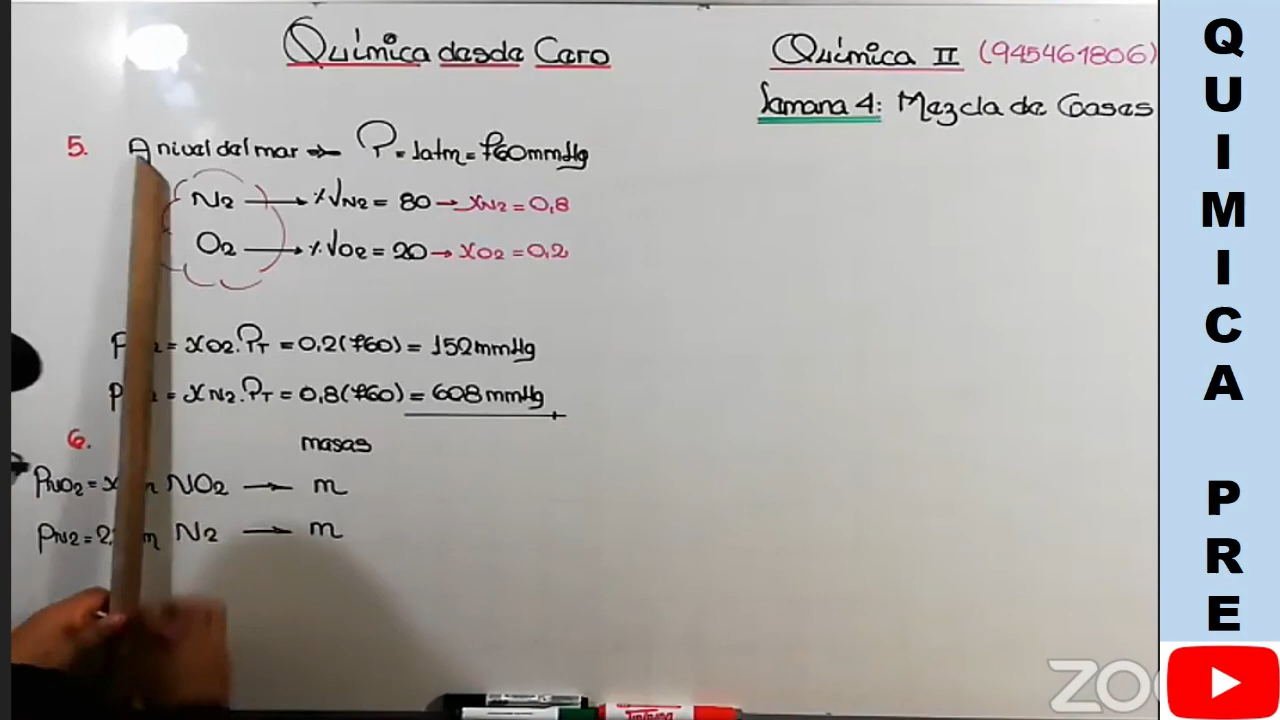 Química desde Cero
Química II (945461806)
Semana 4: Mezcla de Gases
5. A nivel del mar → P = 1atm = 760mmHg
N2 → %VN2 = 80 → XN2 = 0,8
O2 → %VO2 = 20 → XO2 = 0,2
= XO2.PT = 0,2(760) = 152mmHg
= XN2.PT = 0,8(760) = 608mmHg
6. masas
PNO2 = x NO2 → m
PN2 = 2, N2 → m
QUIMICA PRE